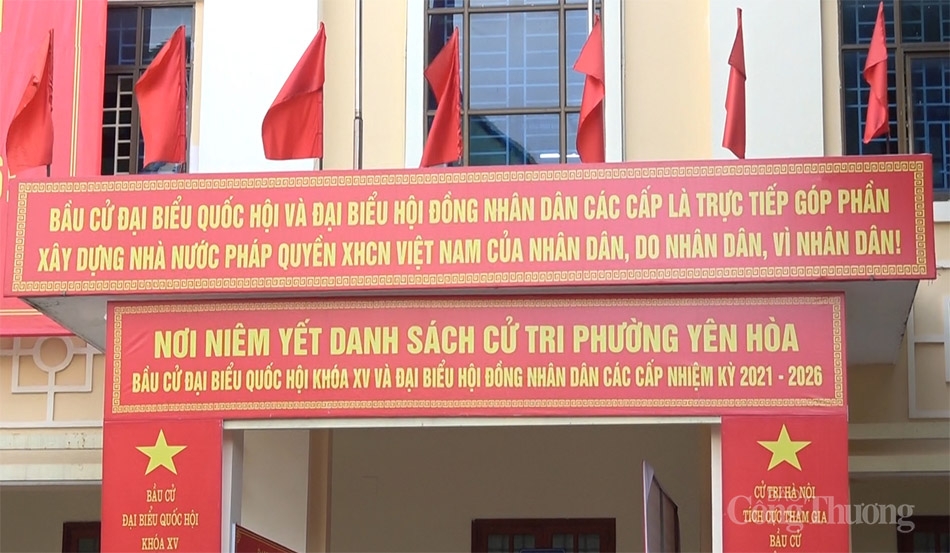 BẦU CỬ ĐẠI BIỂU QUỐC HỘI VÀ ĐẠI BIỂU HỘI ĐỒNG NHÂN DÂN CÁC CẤP LÀ TRỰC TIẾP GÓP PHẦN
XÂY DỰNG NHÀ NƯỚC PHÁP QUYỀN XHCN VIỆT NAM CỦA NHÂN DÂN, DO NHÂN DÂN, VÌ NHÂN DÂN!
NƠI NIÊM YẾT DANH SÁCH CỬ TRI PHƯỜNG YÊN HÒA
BẦU CỬ ĐẠI BIỂU QUỐC HỘI KHÓA XV VÀ ĐẠI BIỂU HỘI ĐỒNG NHÂN DÂN CÁC CẤP NHIỆM KỲ 2021 - 2026
BẦU CỬ
ĐẠI BIỂU QUỐC HỘI
KHÓA XV
CỬ TRI HÀ NỘI
TÍCH CỰC THAM GIA
BẦU CỬ
Công Thương